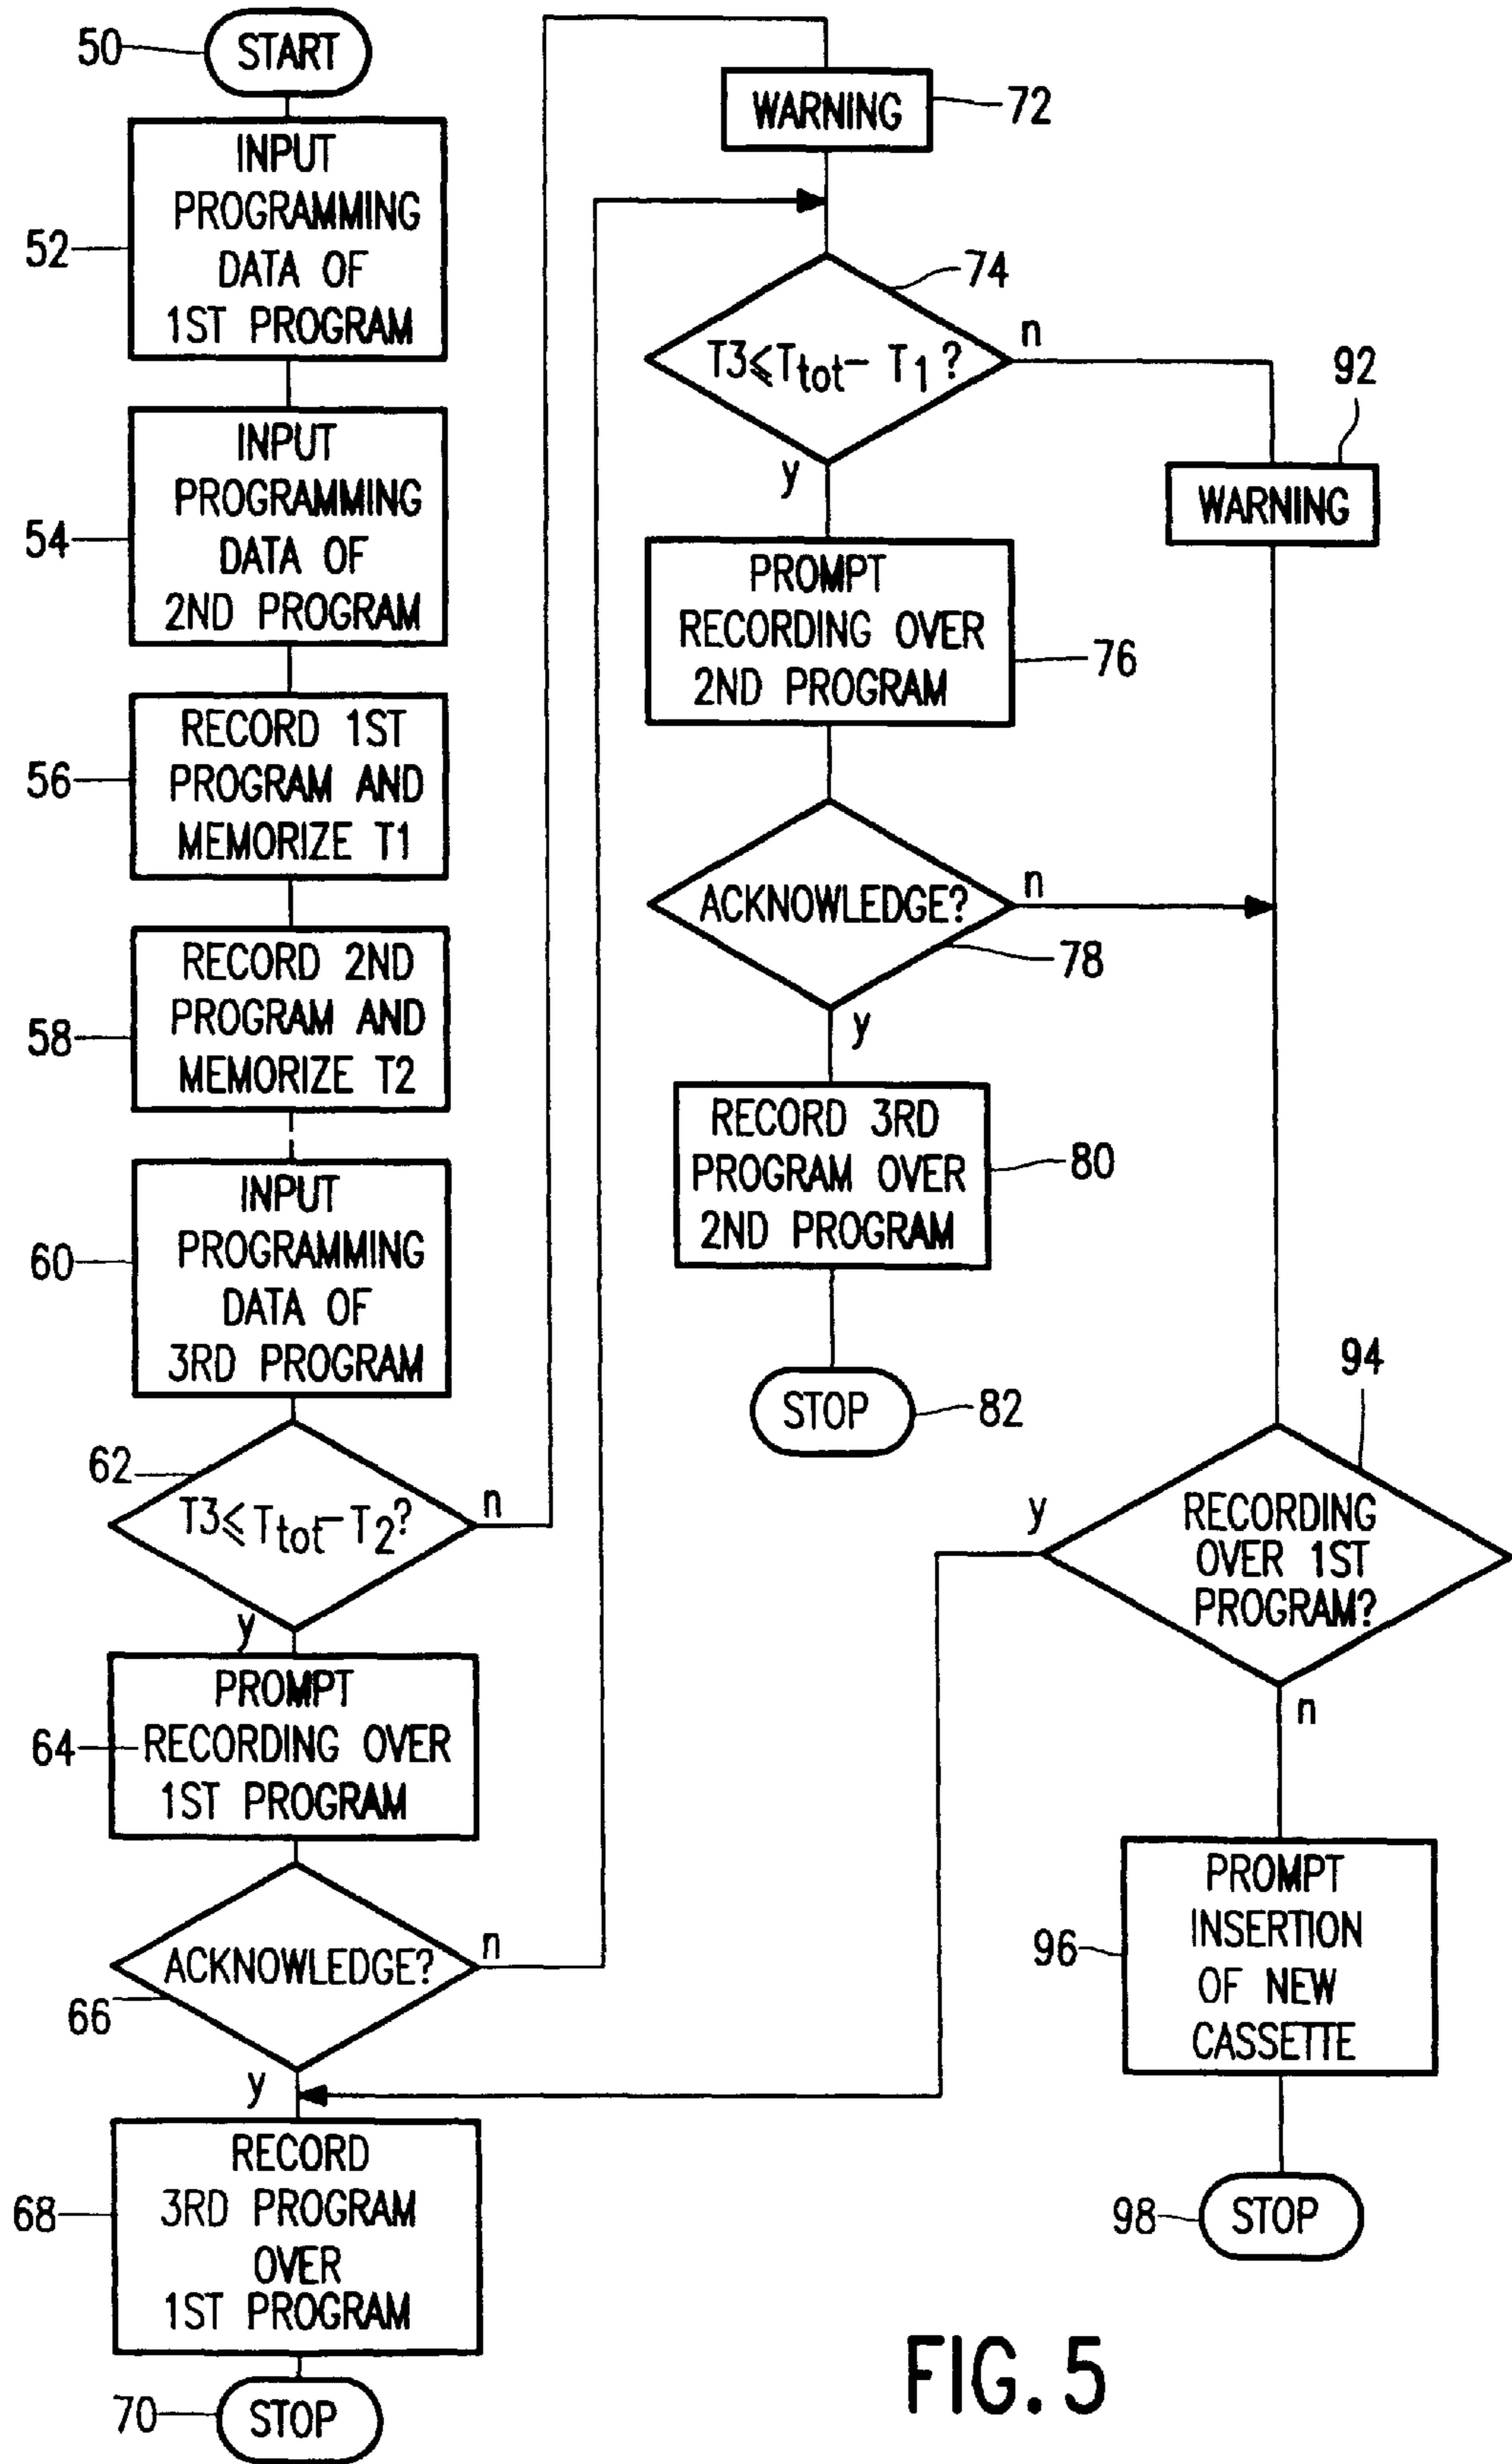 50
START
52
INPUT
PROGRAMMING
DATA OF
1ST PROGRAM
54
INPUT
PROGRAMMING
DATA OF
2ND PROGRAM
56
RECORD 1ST
PROGRAM AND
MEMORIZE T1
58
RECORD 2ND
PROGRAM AND
MEMORIZE T2
60
INPUT
PROGRAMMING
DATA OF
3RD PROGRAM
62
T3≤Ttot-T2?
n
y
64
PROMPT
RECORDING OVER
1ST PROGRAM
66
ACKNOWLEDGE?
n
y
68
RECORD
3RD PROGRAM
OVER
1ST PROGRAM
70
STOP
WARNING
72
74
T3≤Ttot- T1?
n
y
PROMPT
RECORDING OVER
2ND PROGRAM
76
ACKNOWLEDGE?
n
78
y
RECORD 3RD
PROGRAM OVER
2ND PROGRAM
80
STOP
82
92
WARNING
94
RECORDING
OVER 1ST
PROGRAM?
y
n
96
PROMPT
INSERTION
OF NEW
CASSETTE
98
STOP
FIG. 5